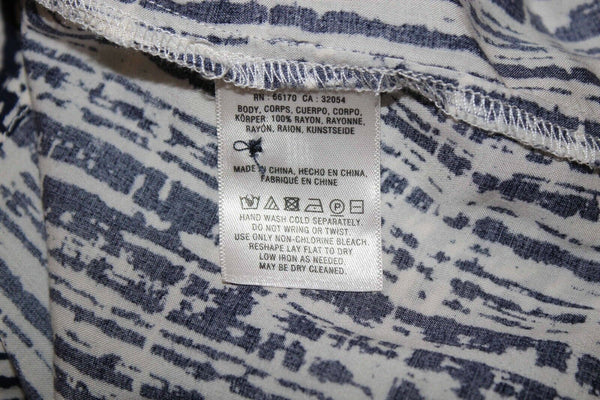 RN : 66170 CA : 32054
BODY, CORPS, CUERPO, CORPO,
KÖRPER: 100% RAYON, RAYONNE,
RAYÓN, RAION, KUNSTSEIDE
MADE IN CHINA, HECHO EN CHINA,
FABRIQUÉ EN CHINE
HAND WASH COLD SEPARATELY.
DO NOT WRING OR TWIST.
USE ONLY NON-CHLORINE BLEACH.
RESHAPE LAY FLAT TO DRY.
LOW IRON AS NEEDED.
MAY BE DRY CLEANED.